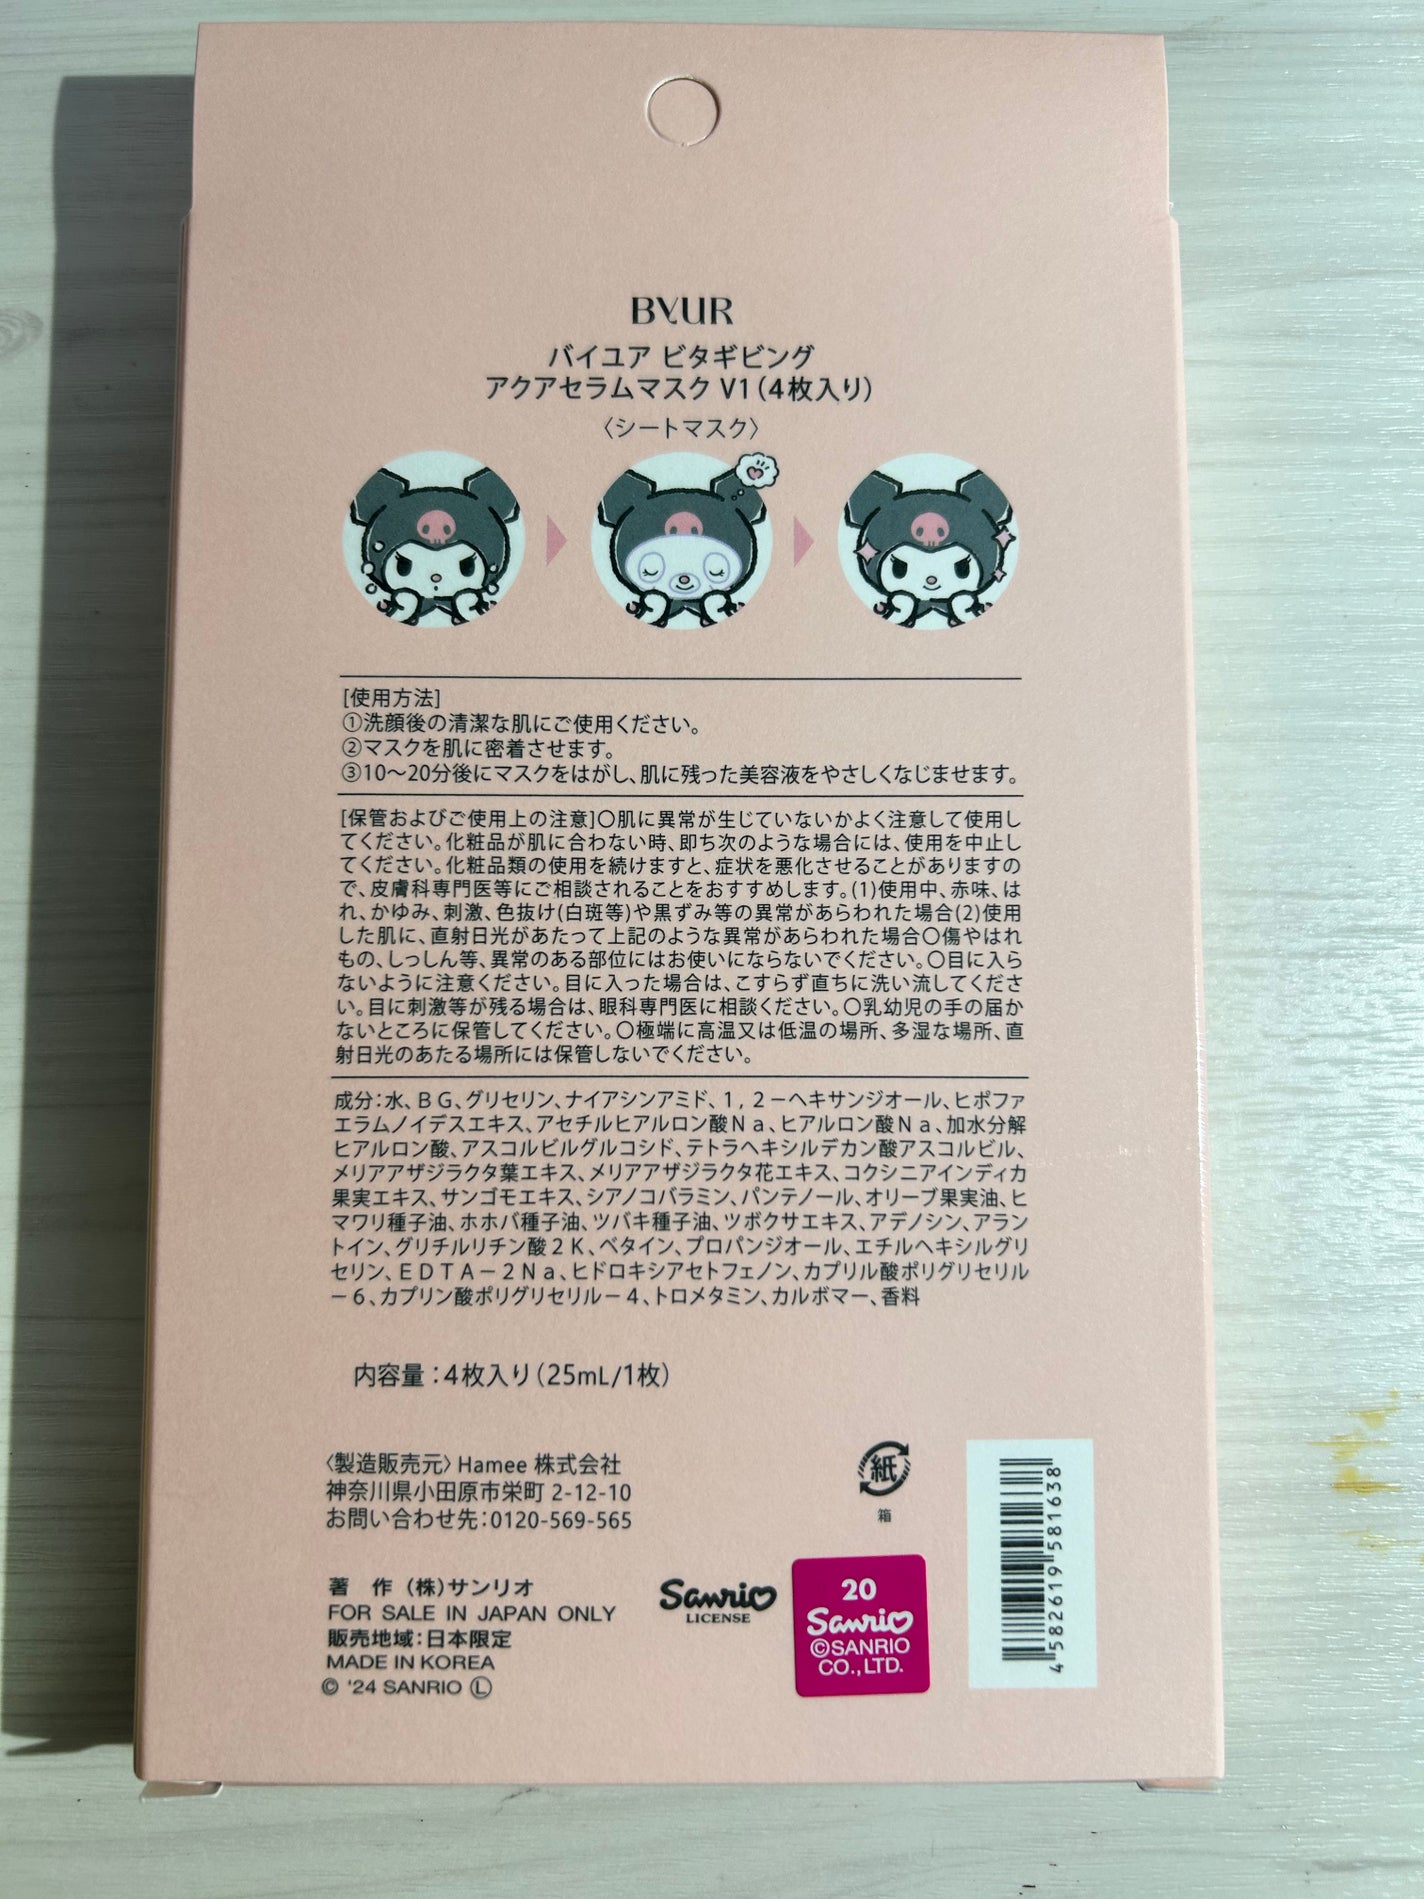 BYUR
バイユア ビタギビング
アクアセラムマスク V1(4枚入り)
〈シートマスク〉
[使用方法]
①洗顔後の清潔な肌にご使用ください。
②マスクを肌に密着させます。
③10～20分後にマスクをはがし、肌に残った美容液をやさしくなじませます。
[保管およびご使用上の注意]〇肌に異常が生じていないかよく注意して使用し
てください。化粧品が肌に合わない時、即ち次のような場合には、使用を中止し
てください。化粧品類の使用を続けますと、症状を悪化させることがありますの
で、皮膚科専門医等にご相談されることをおすすめします。(1)使用中、赤味、は
れ、かゆみ、刺激、色抜け(白斑等)や黒ずみ等の異常があらわれた場合(2)使用
した肌に、直射日光があたって上記のような異常があらわれた場合〇傷やはれ
もの、しっしん等、異常のある部位にはお使いにならないでください。〇目に入ら
ないように注意ください。目に入った場合は、こすらず直ちに洗い流してくださ
い。目に刺激等が残る場合は、眼科専門医に相談ください。〇乳幼児の手の届か
ないところに保管してください。〇極端に高温又は低温の場所、多湿な場所、直
射日光のあたる場所には保管しないでください。
成分：水、ＢＧ、グリセリン、ナイアシンアミド、１，２－ヘキサンジオール、ヒポファ
エラムノイデスエキス、アセチルヒアルロン酸Ｎａ、ヒアルロン酸Ｎａ、加水分解
ヒアルロン酸、アスコルビルグルコシド、テトラヘキシルデカン酸アスコルビル、
メリアアザジラクタ葉エキス、メリアアザジラクタ花エキス、コクシニアインディカ
果実エキス、サンゴモエキス、シアノコバラミン、パンテノール、オリーブ果実油、ヒ
マワリ種子油、ホホバ種子油、ツバキ種子油、ツボクサエキス、アデノシン、アラン
トイン、グリチルリチン酸２Ｋ、ベタイン、プロパンジオール、エチルヘキシルグリ
セリン、ＥＤＴＡ－２Ｎａ、ヒドロキシアセトフェノン、カプリル酸ポリグリセリル
－６、カプリン酸ポリグリセリル－４、トロメタミン、カルボマー、香料
内容量：4枚入り(25mL/1枚)
〈製造販売元〉Hamee 株式会社
神奈川県小田原市栄町 2-12-10
お問い合わせ先：0120-569-565
紙
箱
著　作 (株)サンリオ
FOR SALE IN JAPAN ONLY
販売地域：日本限定
MADE IN KOREA
© '24 SANRIO Ⓛ
Sanrio
LICENSE
20
Sanrio
©SANRIO
CO.,LTD.
4 582619 581638